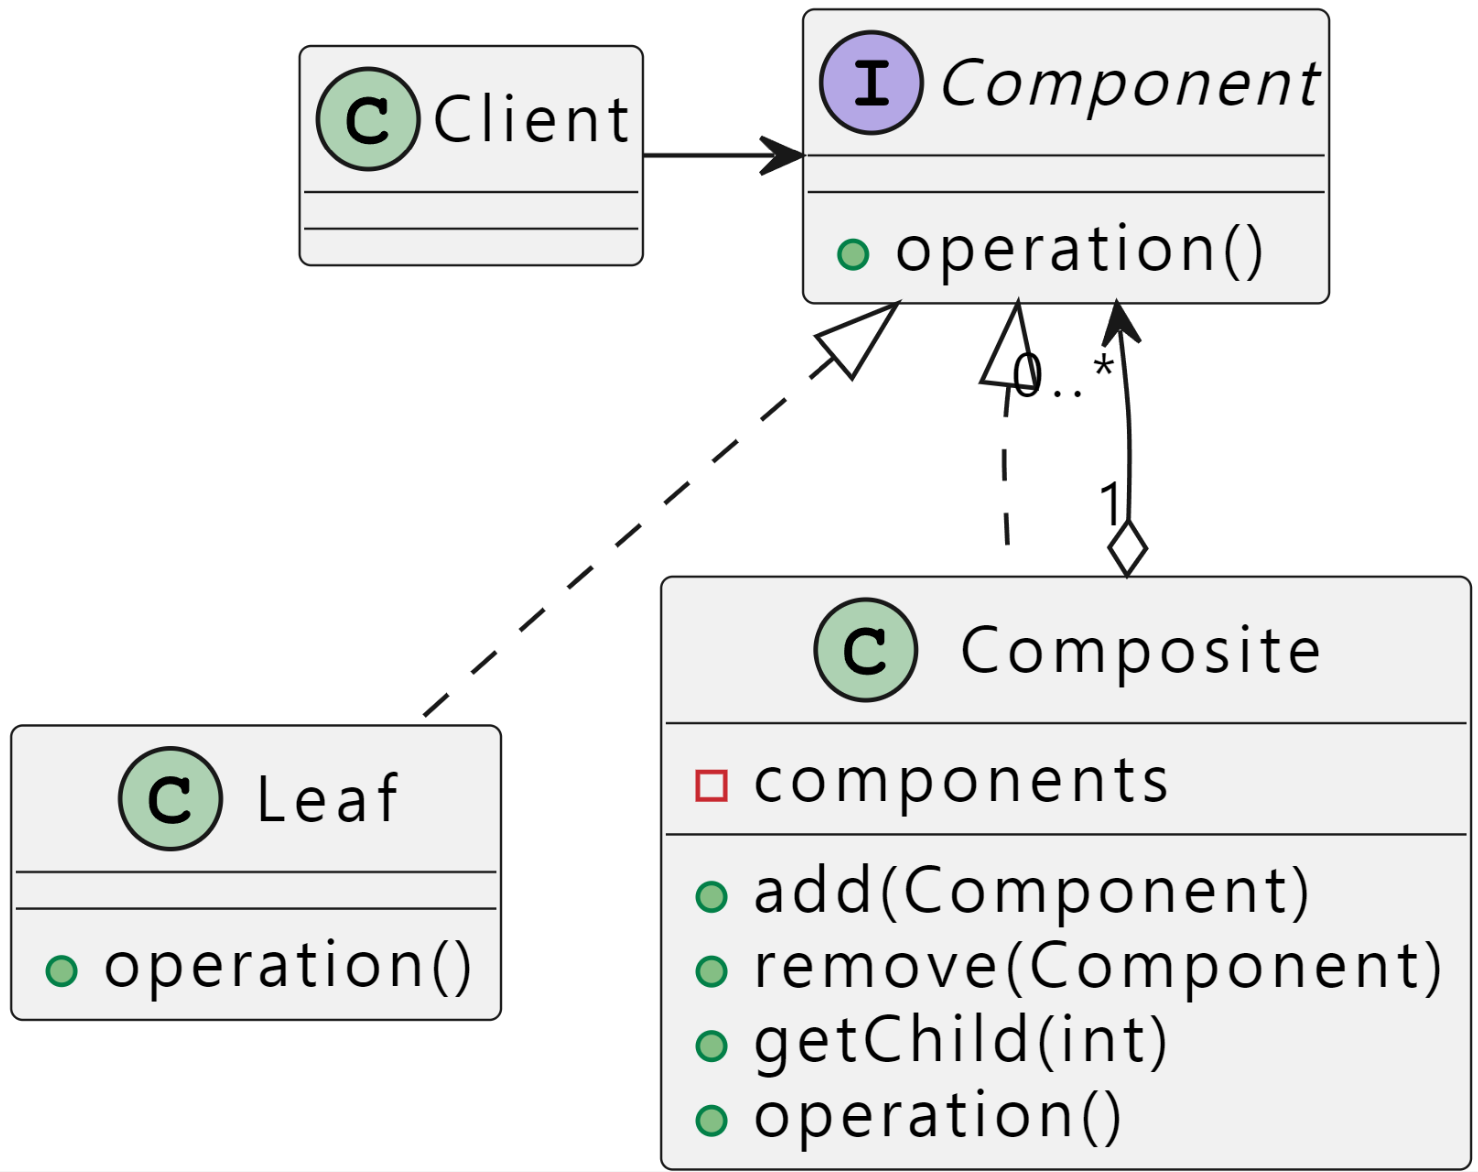 C Client
I Component
operation()
0..*
1
C Composite
components
add(Component)
remove(Component)
getChild(int)
operation()
C Leaf
operation()